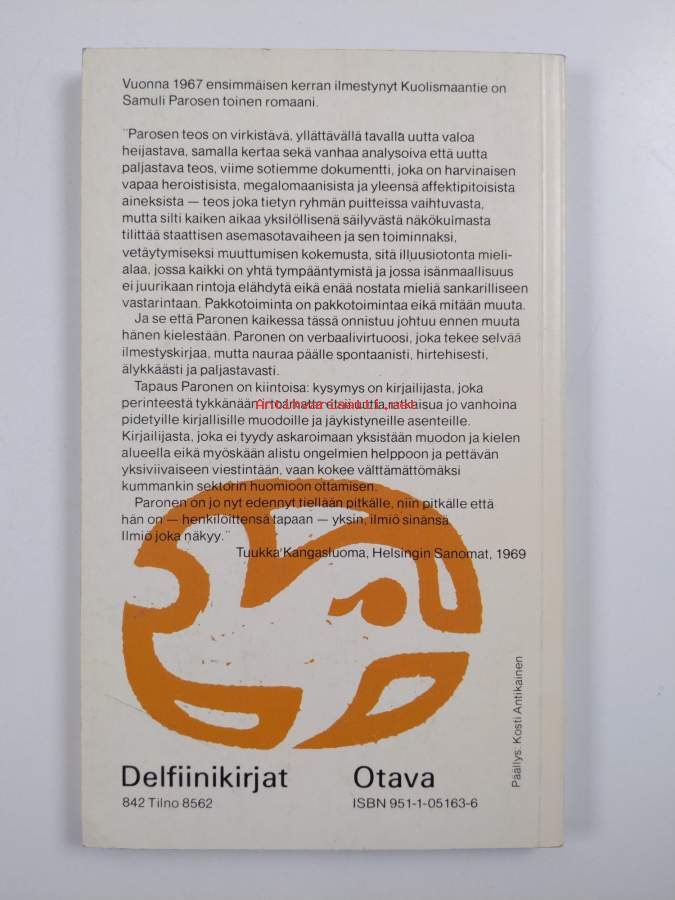 Vuonna 1967 ensimmäisen kerran ilmestynyt Kuolismaantie on
Samuli Parosen toinen romaani.
"Parosen teos on virkistävä, yllättävällä tavalla uutta valoa
heijastava, samalla kertaa sekä vanhaa analysoiva että uutta
paljastava teos, viime sotiemme dokumentti, joka on harvinaisen
vapaa heroistisista, megalomaanisista ja yleensä affektipitoisista
aineksista — teos joka tietyn ryhmän puitteissa vaihtuvasta,
mutta silti kaiken aikaa yksilöllisenä säilyvästä näkökulmasta
tilittää staattisen asemasotavaiheen ja sen toiminnaksi,
vetäytymiseksi muuttumisen kokemusta, sitä illuusiotonta mieli-
alaa, jossa kaikki on yhtä tympääntymistä ja jossa isänmaallisuus
ei juurikaan rintoja elähdytä eikä enää nostata mieliä sankarilliseen
vastarintaan. Pakkotoiminta on pakkotoimintaa eikä mitään muuta.
Ja se että Paronen kaikessa tässä onnistuu johtuu ennen muuta
hänen kielestään. Paronen on verbaalivirtuoosi, joka tekee selvää
ilmestyskirjaa, mutta nauraa päälle spontaanisti, hirtehisesti,
älykkäästi ja paljastavasti.
Tapaus Paronen on kiintoisa: kysymys on kirjailijasta, joka
perinteestä tykkänään irtoamatta etsii uutta ratkaisua jo vanhoina
pidetyille kirjallisille muodoille ja jäykistyneille asenteille.
Kirjailijasta, joka ei tyydy askaroimaan yksistään muodon ja kielen
alueella eikä myöskään alistu ongelmien helppoon ja pettävän
yksiviivaiseen viestintään, vaan kokee välttämättömäksi
kummankin sektorin huomioon ottamisen.
Paronen on jo nyt edennyt tiellään pitkälle, niin pitkälle että
hän on — henkilöittensä tapaan — yksin, ilmiö sinänsä
Ilmiö joka näkyy."
Tuukka Kangasluoma, Helsingin Sanomat, 1969
Päällys: Kosti Antikainen
Delfiinikirjat Otava
842 Tilno 8562 ISBN 951-1-05163-6